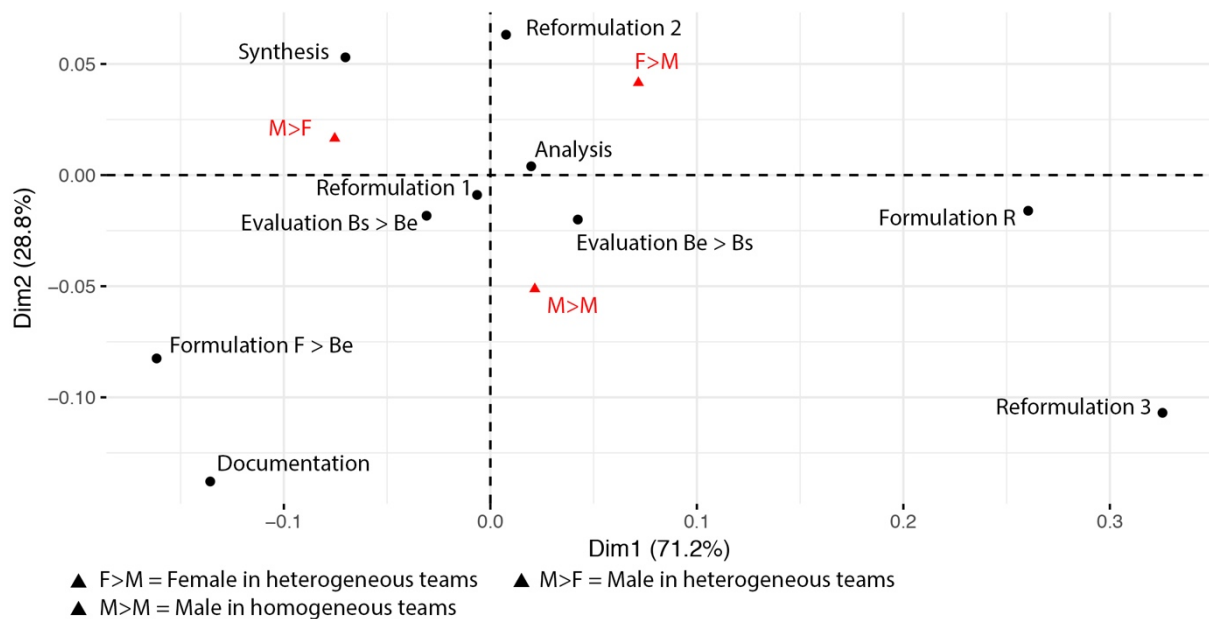 Reformulation 2
Synthesis
F>M
0.05
M>F
Analysis
0.00
Reformulation 1
Evaluation Bs > Be
Formulation R
Evaluation Be > Bs
Dim2 (28.8%)
−0.05
M>M
Formulation F > Be
−0.10
Reformulation 3
Documentation
−0.1 0.0 0.1 0.2 0.3
Dim1 (71.2%)
F>M = Female in heterogeneous teams M>F = Male in heterogeneous teams
M>M = Male in homogeneous teams